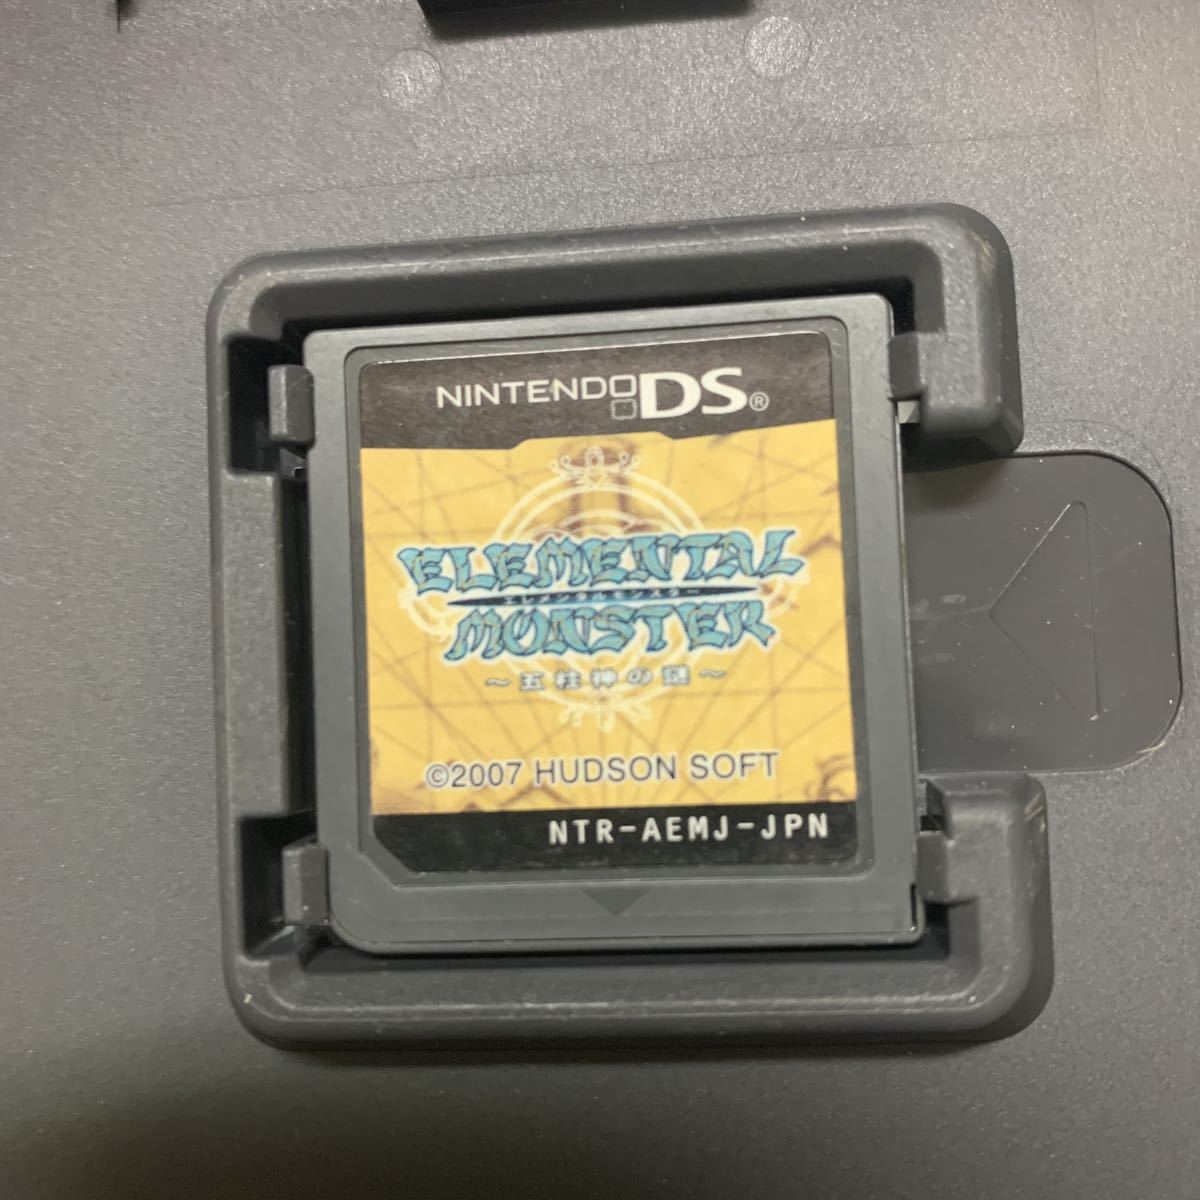 NINTENDO DS®
ELEMENTAL
エレメンタルモンスター
MONSTER
～五柱神の謎～
©2007 HUDSON SOFT
NTR-AEMJ-JPN